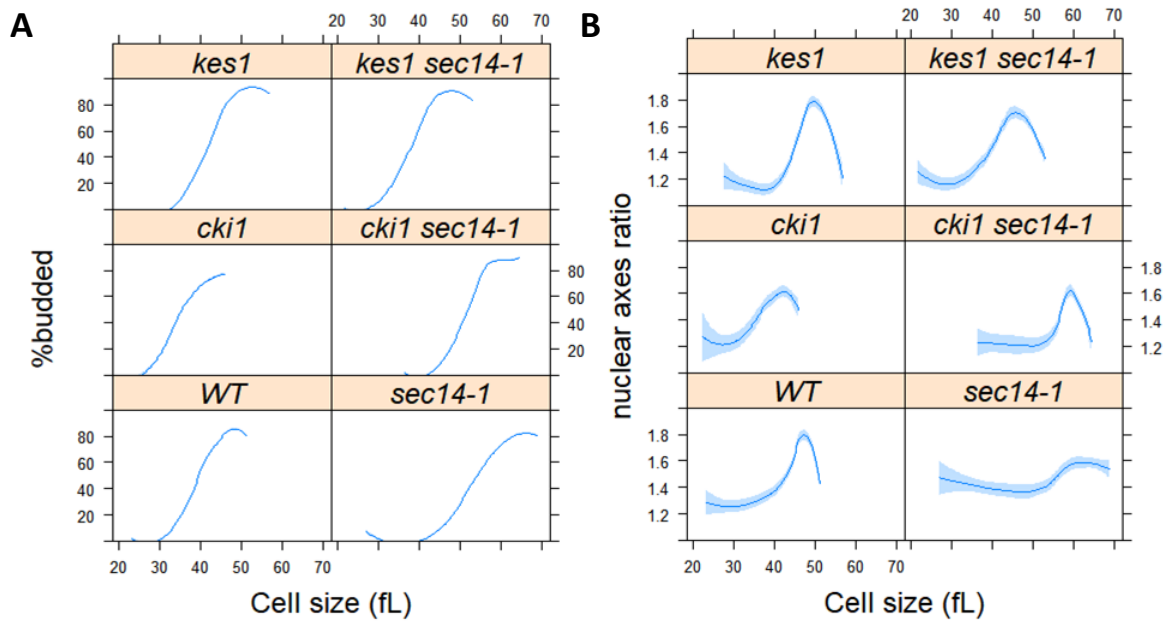 A
20 30 40 50 60 70
kes1 kes1 sec14-1
80
60
40
20
cki1 cki1 sec14-1
80
60
40
20
WT sec14-1
80
60
40
20
20 30 40 50 60 70
%budded
Cell size (fL)
B
20 30 40 50 60 70
kes1 kes1 sec14-1
1.8
1.6
1.4
1.2
cki1 cki1 sec14-1
1.8
1.6
1.4
1.2
WT sec14-1
1.8
1.6
1.4
1.2
20 30 40 50 60 70
nuclear axes ratio
Cell size (fL)